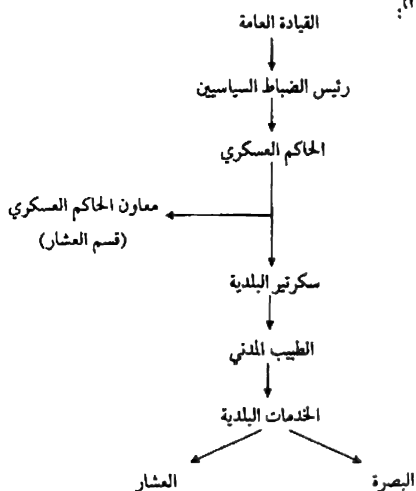 القيادة العامة
رئيس الضباط السياسيين
الحاكم العسكري
معاون الحاكم العسكري
(قسم العشار)
سكرتير البلدية
الطبيب المدني
الخدمات البلدية
البصرة
العشار